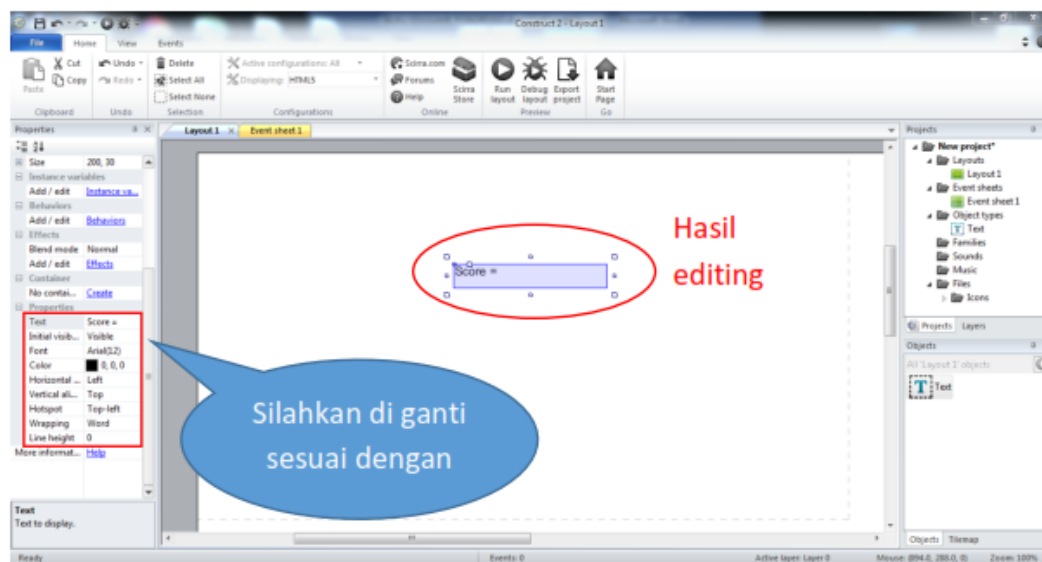 Construct 2 - Layout 1
File Home View Events
Paste
Cut
Copy
Clipboard
Undo
Redo
Undo
Delete
Select All
Select None
Selection
Active configurations: All
Displaying: HTML5
Configurations
Scirra.com
Forums
Help
Scirra
Store
Online
Run
layout
Debug
layout
Export
project
Preview
Start
Page
Go
Properties
Size 200, 30
Instance variables
Add / edit Instance va...
Behaviors
Add / edit Behaviors
Effects
Blend mode Normal
Add / edit Effects
Container
No contai... Create
Properties
Text Score =
Initial visib... Visible
Font Arial(12)
Color 0, 0, 0
Horizontal ... Left
Vertical ali... Top
Hotspot Top-left
Wrapping Word
Line height 0
More informat... Help
Text
Text to display.
Layout 1 Event sheet 1
Score =
Hasil
editing
Silahkan di ganti
sesuai dengan
Projects
New project*
Layouts
Layout 1
Event sheets
Event sheet 1
Object types
Text
Families
Sounds
Music
Files
Icons
Projects Layers
Objects
All 'Layout 1' objects
Text
Objects Tilemap
Ready Events: 0 Active layer: Layer 0 Mouse: (894.0, 288.0, 0) Zoom: 100%